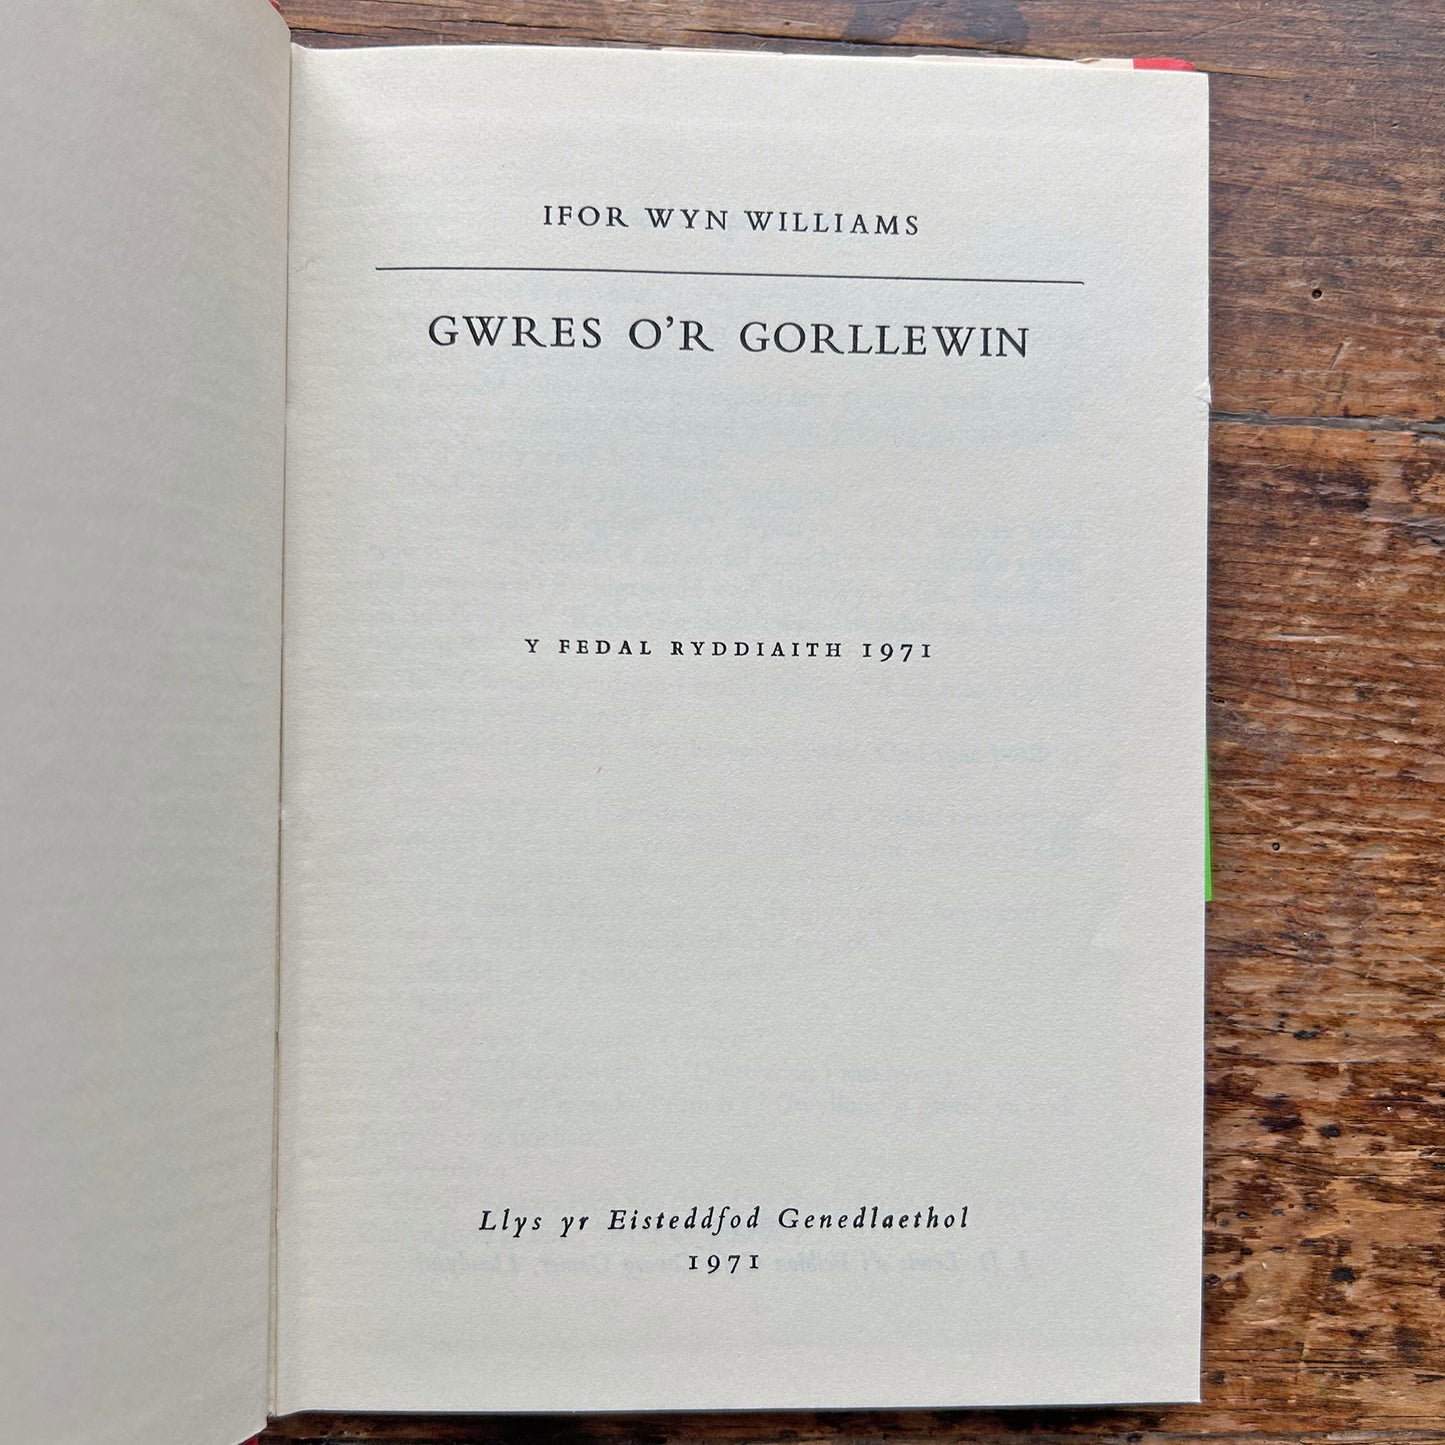 IFOR WYN WILLIAMS
GWRES O'R GORLLEWIN
Y FEDAL RYDDIAITH 1971
Llys yr Eisteddfod Genedlaethol
1971